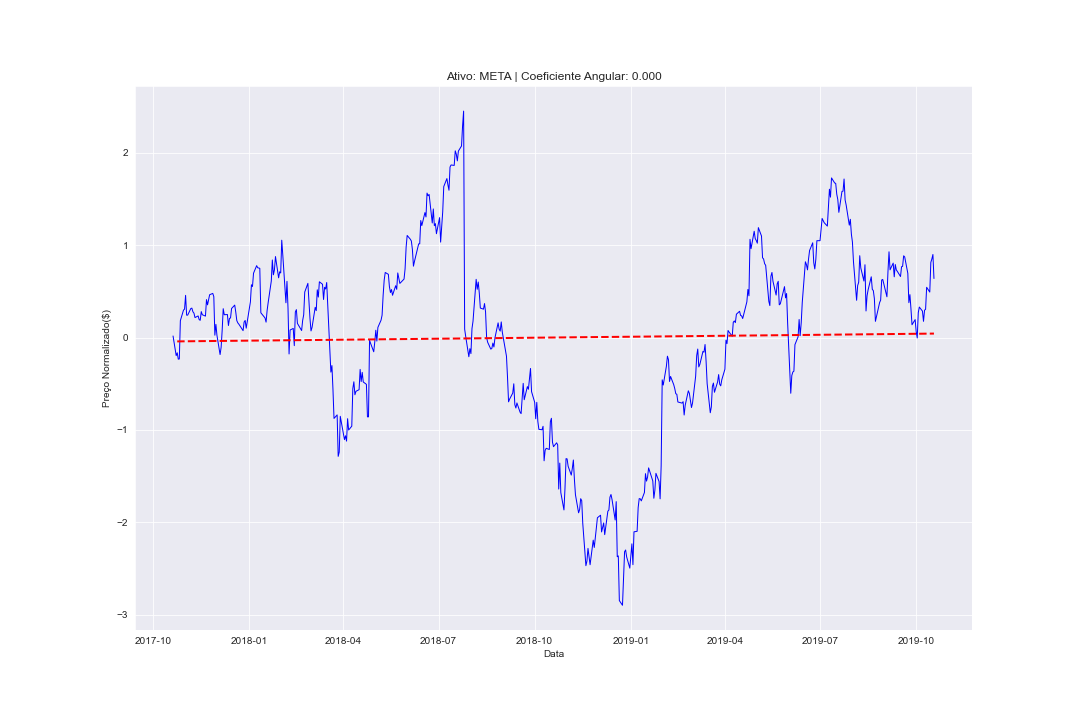 Ativo: META | Coeficiente Angular: 0.000
Preço Normalizado($)
2
1
0
−1
−2
−3
2017-10 2018-01 2018-04 2018-07 2018-10 2019-01 2019-04 2019-07 2019-10
Data